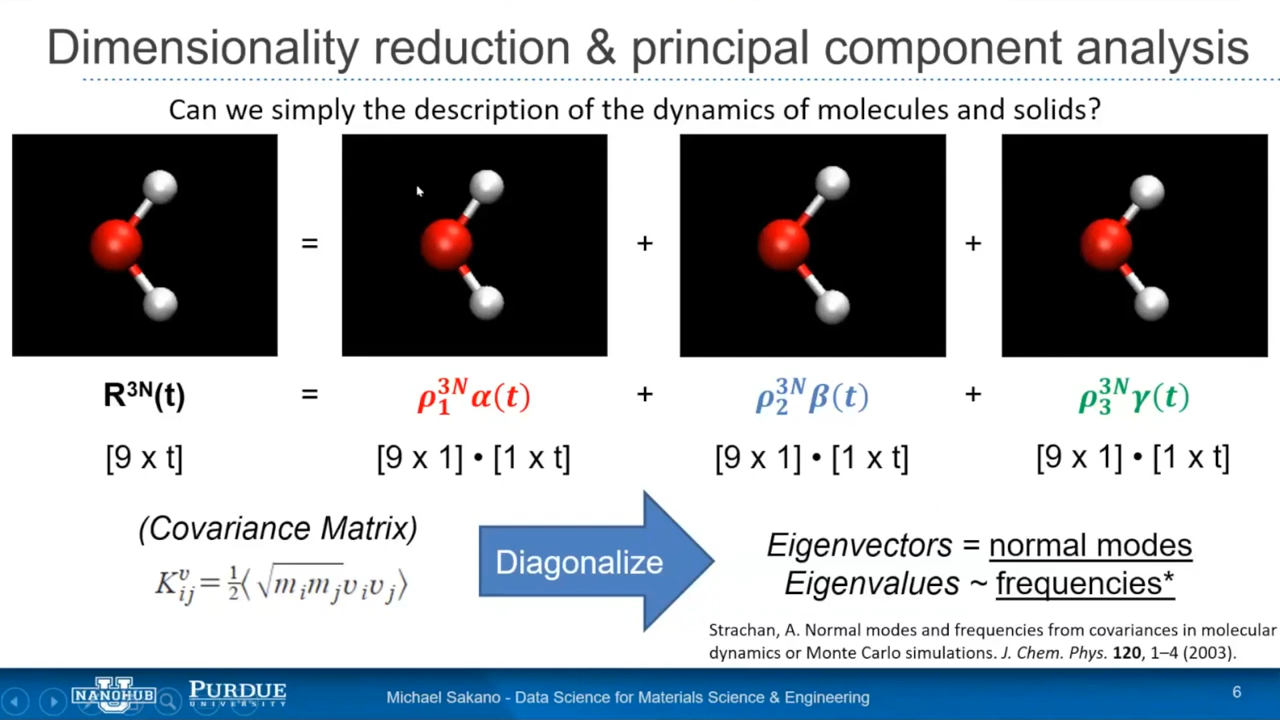 Dimensionality reduction & principal component analysis
Can we simply the description of the dynamics of molecules and solids?
= + +
R³ᴺ(t) = ρ₁³ᴺα(t) + ρ₂³ᴺβ(t) + ρ₃³ᴺγ(t)
[9 x t] [9 x 1] • [1 x t] [9 x 1] • [1 x t] [9 x 1] • [1 x t]
(Covariance Matrix)
Kᵢⱼᵛ = ½⟨√mᵢmⱼ vᵢvⱼ⟩
Diagonalize
Eigenvectors = normal modes
Eigenvalues ~ frequencies*
Strachan, A. Normal modes and frequencies from covariances in molecular
dynamics or Monte Carlo simulations. J. Chem. Phys. 120, 1–4 (2003).
NANOHUB
PURDUE
UNIVERSITY
Michael Sakano - Data Science for Materials Science & Engineering
6